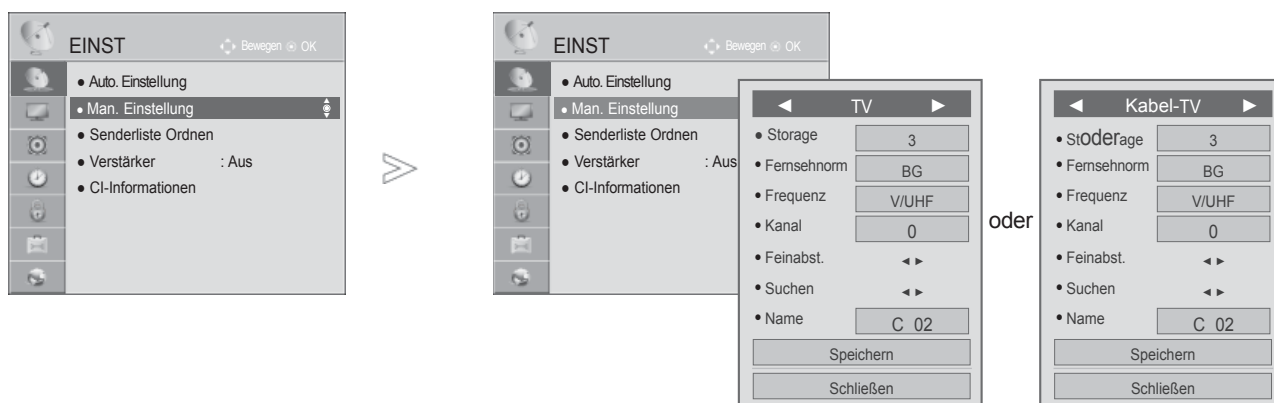 EINST
Bewegen OK
● Auto. Einstellung
● Man. Einstellung
● Senderliste Ordnen
● Verstärker : Aus
● CI-Informationen
EINST
Bewegen OK
● Auto. Einstellung
● Man. Einstellung
● Senderliste Ordnen
● Verstärker : Aus
● CI-Informationen
◄ TV ►
● Storage 3
● Fernsehnorm BG
● Frequenz V/UHF
● Kanal 0
● Feinabst. ◄ ►
● Suchen ◄ ►
● Name C 02
Speichern
Schließen
oder
◄ Kabel-TV ►
● Stoderage 3
● Fernsehnorm BG
● Frequenz V/UHF
● Kanal 0
● Feinabst. ◄ ►
● Suchen ◄ ►
● Name C 02
Speichern
Schließen